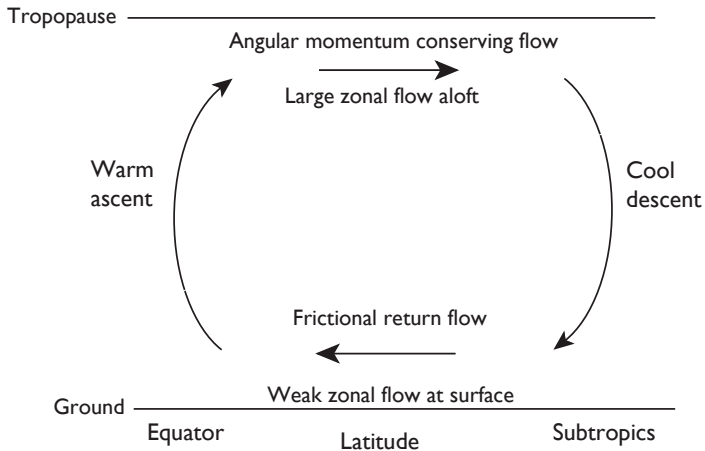 Tropopause
Angular momentum conserving flow
Large zonal flow aloft
Warm
ascent
Cool
descent
Frictional return flow
Weak zonal flow at surface
Ground
Equator
Latitude
Subtropics